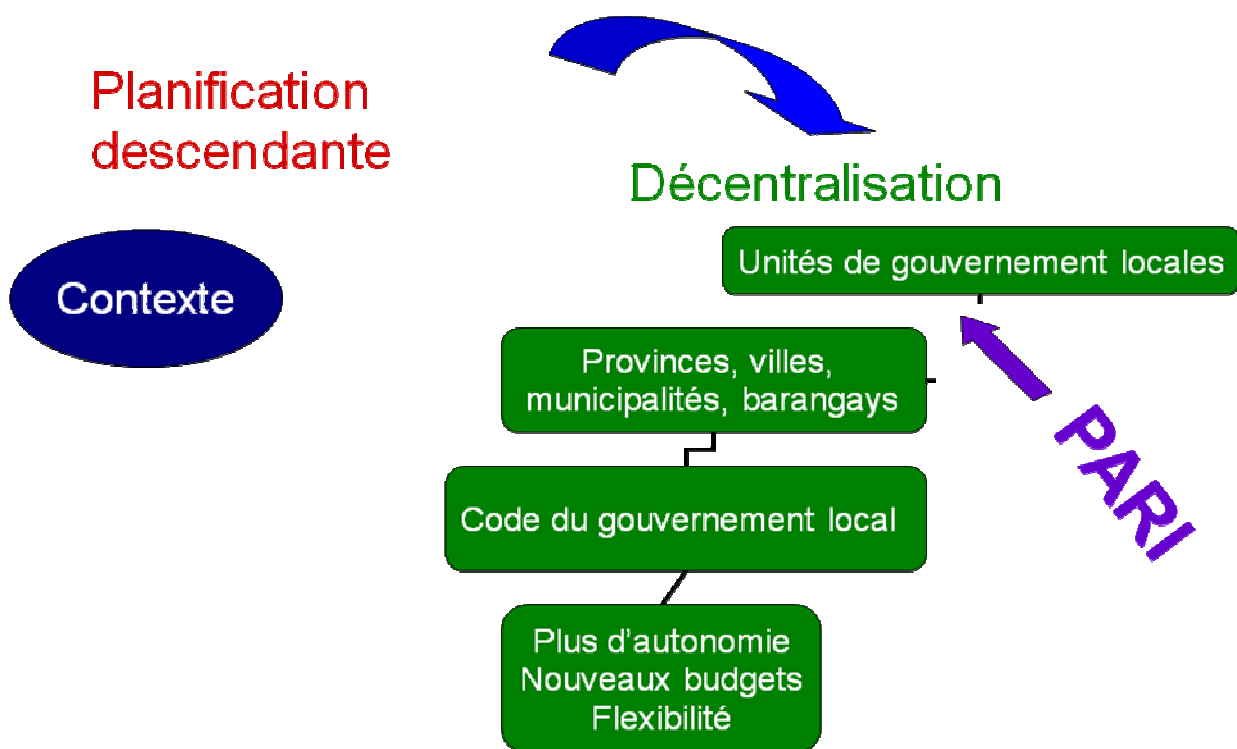 Planification
descendante
Décentralisation
Unités de gouvernement locales
Contexte
Provinces, villes,
municipalités, barangays
PARI
Code du gouvernement local
Plus d'autonomie
Nouveaux budgets
Flexibilité